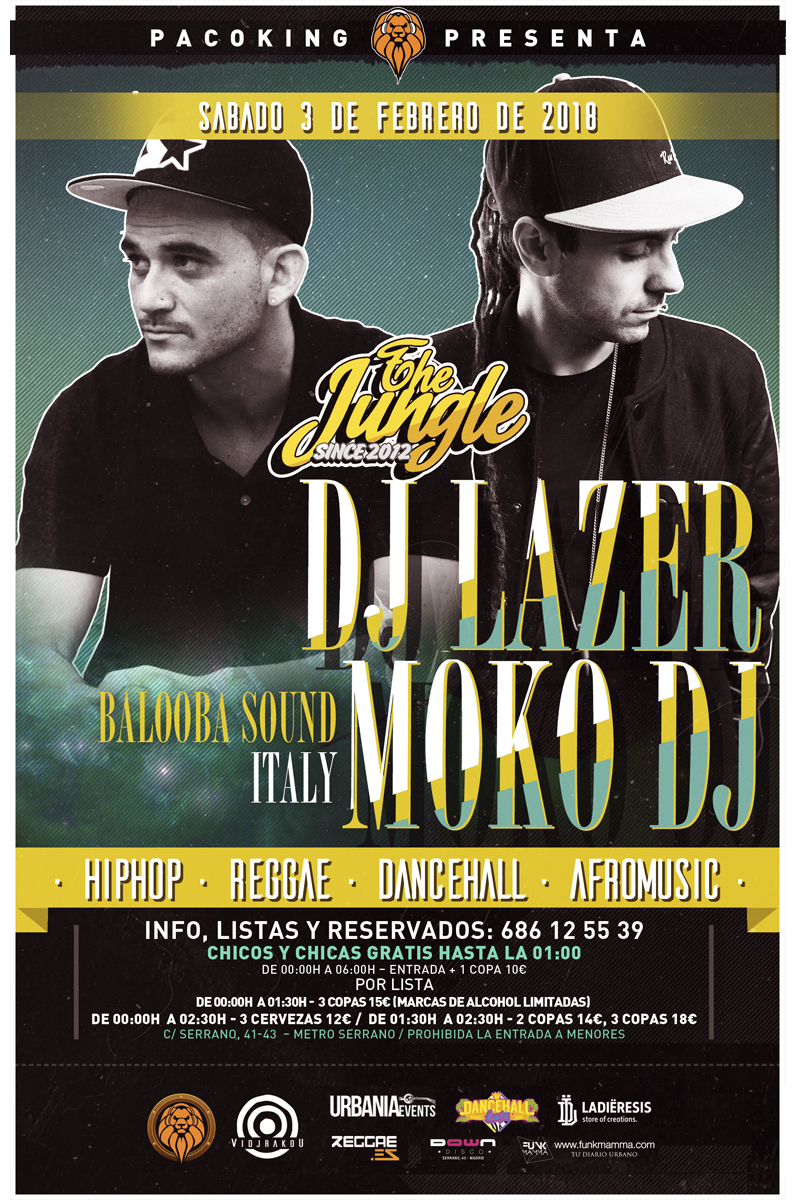 PACOKING PRESENTA
SABADO 3 DE FEBRERO DE 2018
The
Jungle
SINCE 2012
DJ LAZER
BALOOBA SOUND
ITALY
MOKO DJ
· HIPHOP · REGGAE · DANCEHALL · AFROMUSIC ·
INFO, LISTAS Y RESERVADOS: 686 12 55 39
CHICOS Y CHICAS GRATIS HASTA LA 01:00
DE 00:00H A 06:00H – ENTRADA + 1 COPA 10€
POR LISTA
DE 00:00H A 01:30H - 3 COPAS 15€ (MARCAS DE ALCOHOL LIMITADAS)
DE 00:00H A 02:30H - 3 CERVEZAS 12€ / DE 01:30H A 02:30H - 2 COPAS 14€, 3 COPAS 18€
C/ SERRANO, 41-43 – METRO SERRANO / PROHIBIDA LA ENTRADA A MENORES
VIDJRAKOU
URBANIA EVENTS
DANCEHALL
LADIËRESIS
store of creations.
REGGAE
.ES
DOWN
· DISCO ·
SERRANO, 43 - MADRID
FUNK
MAMMA
www.funkmamma.com
TU DIARIO URBANO